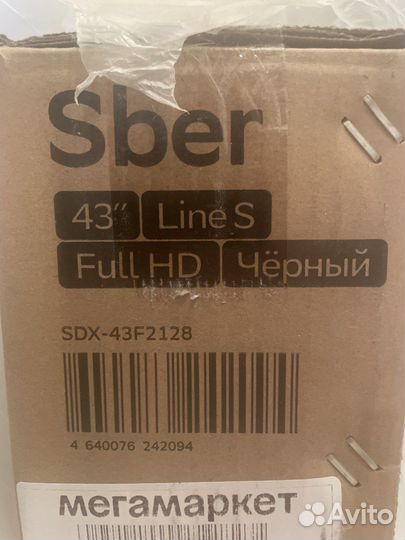 Sber
43″ Line S
Full HD Чёрный
SDX-43F2128
4 640076 242094
мегамаркет
Avito